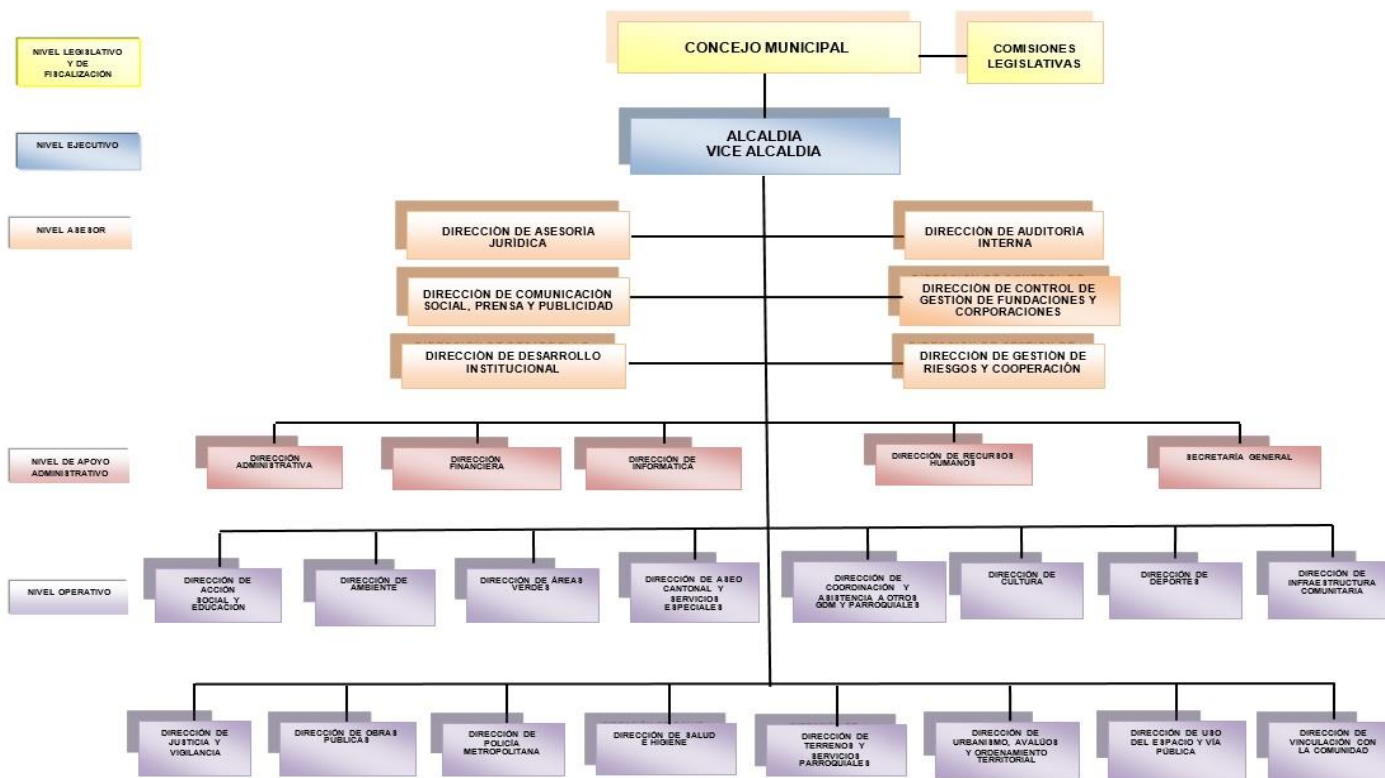 CONCEJO MUNICIPAL
COMISIONES
LEGISLATIVAS
NIVEL LEGISLATIVO
Y DE
FISCALIZACIÓN
NIVEL EJECUTIVO
ALCALDIA
VICE ALCALDIA
NIVEL ASESOR
DIRECCIÓN DE ASESORÍA
JURÍDICA
DIRECCIÓN DE AUDITORÍA
INTERNA
DIRECCIÓN DE COMUNICACIÓN
SOCIAL, PRENSA Y PUBLICIDAD
DIRECCIÓN DE CONTROL DE
GESTIÓN DE FUNDACIONES Y
CORPORACIONES
DIRECCIÓN DE DESARROLLO
INSTITUCIONAL
DIRECCIÓN DE GESTIÓN DE
RIESGOS Y COOPERACIÓN
NIVEL DE APOYO
ADMINISTRATIVO
DIRECCIÓN
ADMINISTRATIVA
DIRECCIÓN
FINANCIERA
DIRECCIÓN DE
INFORMATICA
DIRECCIÓN DE RECURSOS
HUMANOS
SECRETARÍA GENERAL
NIVEL OPERATIVO
DIRECCIÓN DE
ACCIÓN
SOCIAL Y
EDUCACIÓN
DIRECCIÓN DE
AMBIENTE
DIRECCIÓN DE ÁREAS
VERDES
DIRECCIÓN DE ASEO
CANTONAL Y
SERVICIOS
ESPECIALES
DIRECCIÓN DE
COORDINACIÓN Y
ASISTENCIA A OTROS
GDM Y PARROQUIALES
DIRECCIÓN DE
CULTURA
DIRECCIÓN DE
DEPORTES
DIRECCIÓN DE
INFRAESTRUCTURA
COMUNITARIA
DIRECCIÓN DE
JUSTICIA Y
VIGILANCIA
DIRECCIÓN DE OBRAS
PÚBLICAS
DIRECCIÓN DE
POLICÍA
METROPOLITANA
DIRECCIÓN DE SALUD
E HIGIENE
DIRECCIÓN DE
TERRENOS Y
SERVICIOS
PARROQUIALES
DIRECCIÓN DE
URBANISMO, AVALÚOS
Y ORDENAMIENTO
TERRITORIAL
DIRECCIÓN DE USO
DEL ESPACIO Y VÍA
PÚBLICA
DIRECCIÓN DE
VINCULACIÓN CON
LA COMUNIDAD